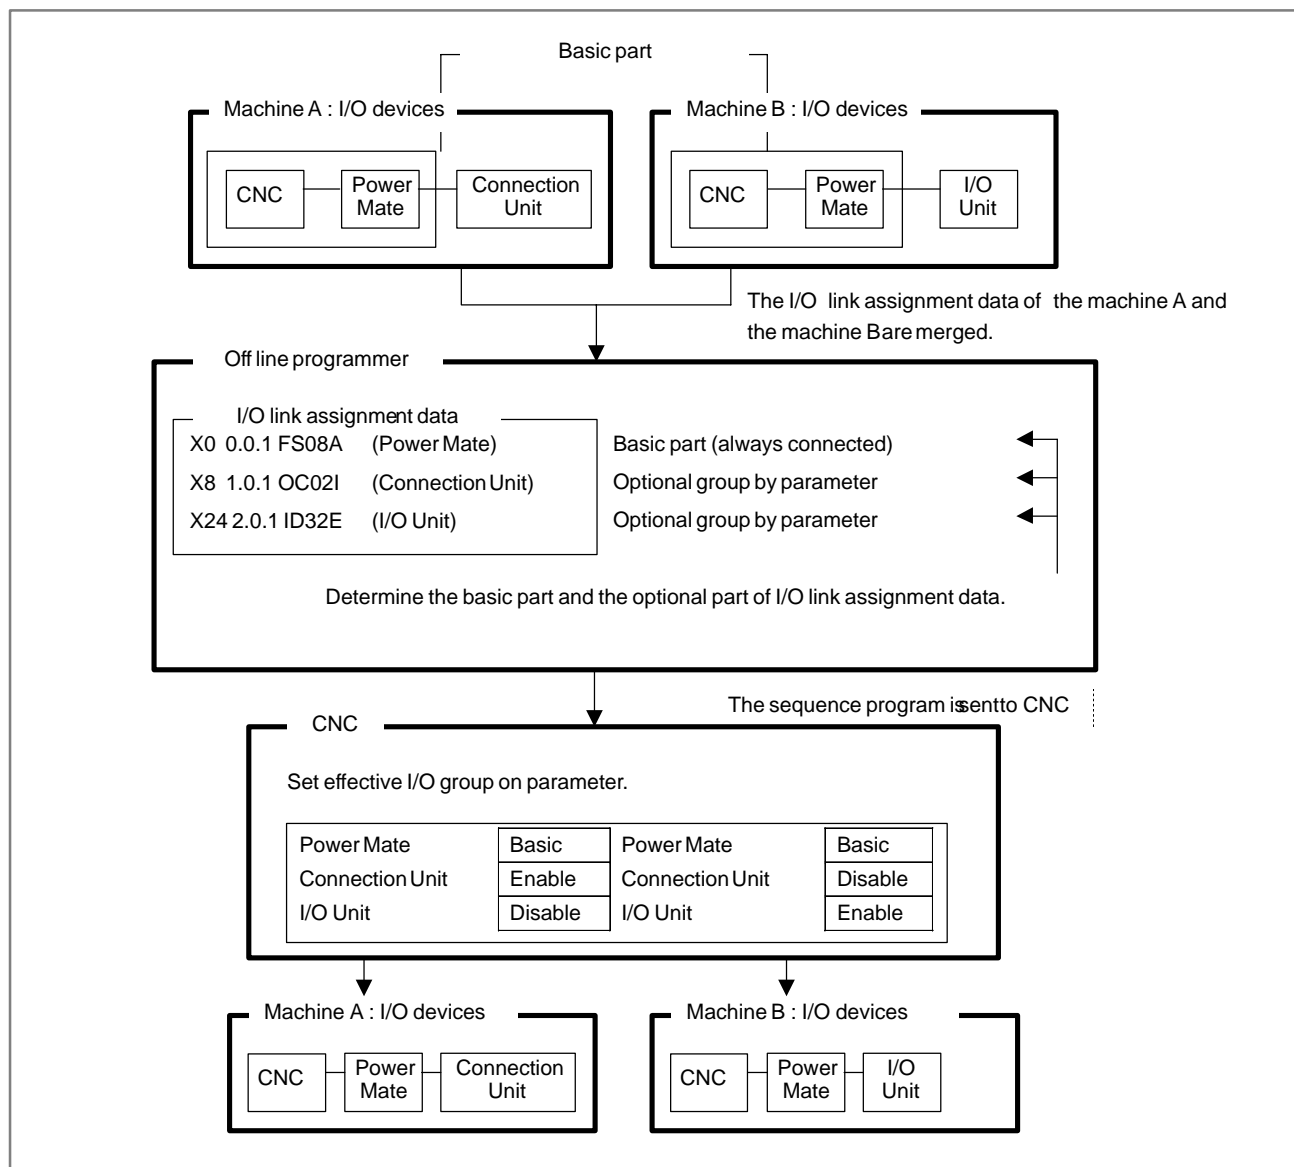 Basic part
Machine A : I/O devices
Machine B : I/O devices
CNC
Power
Mate
Connection
Unit
CNC
Power
Mate
I/O
Unit
The I/O link assignment data of the machine A and
the machine B are merged.
Off line programmer
I/O link assignment data
X0 0.0.1 FS08A (Power Mate) Basic part (always connected)
X8 1.0.1 OC02I (Connection Unit) Optional group by parameter
X24 2.0.1 ID32E (I/O Unit) Optional group by parameter
Determine the basic part and the optional part of I/O link assignment data.
The sequence program is sent to CNC
CNC
Set effective I/O group on parameter.
Power Mate Basic Power Mate Basic
Connection Unit Enable Connection Unit Disable
I/O Unit Disable I/O Unit Enable
Machine A : I/O devices
Machine B : I/O devices
CNC
Power
Mate
Connection
Unit
CNC
Power
Mate
I/O
Unit